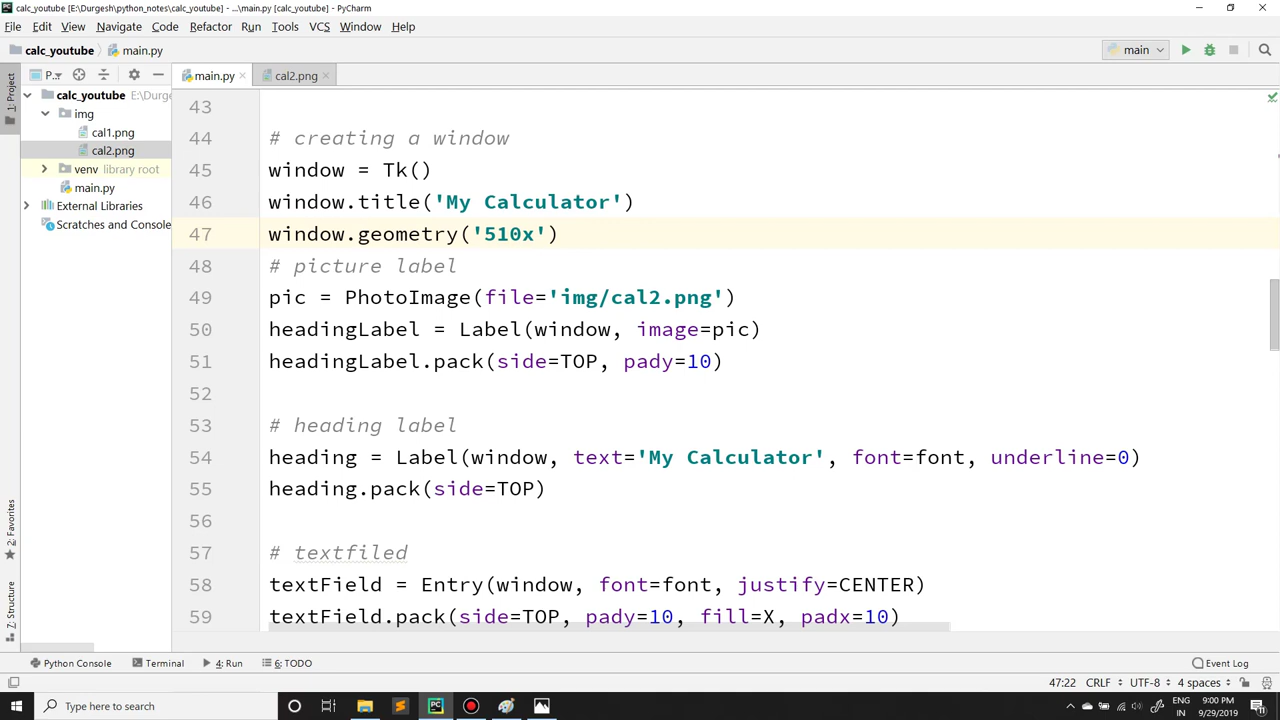 calc_youtube [E:\Durgesh\python_notes\calc_youtube] - ...\main.py [calc_youtube] - PyCharm
File Edit View Navigate Code Refactor Run Tools VCS Window Help
calc_youtube main.py main
1: Project P... main.py cal2.png
calc_youtube E:\Durge
img
cal1.png
cal2.png
venv library root
main.py
External Libraries
Scratches and Console
43
44 # creating a window
45 window = Tk()
46 window.title('My Calculator')
47 window.geometry('510x')
48 # picture label
49 pic = PhotoImage(file='img/cal2.png')
50 headingLabel = Label(window, image=pic)
51 headingLabel.pack(side=TOP, pady=10)
52
53 # heading label
54 heading = Label(window, text='My Calculator', font=font, underline=0)
55 heading.pack(side=TOP)
56
57 # textfiled
58 textField = Entry(window, font=font, justify=CENTER)
59 textField.pack(side=TOP, pady=10, fill=X, padx=10)
2: Favorites
7: Structure
Python Console Terminal 4: Run 6: TODO Event Log
47:22 CRLF UTF-8 4 spaces
Type here to search
ENG 9:00 PM
IN 9/29/2019